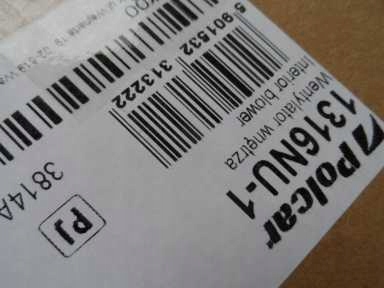 Polcar
1316NU-1
Wentylator wnętrza
Interior blower
5 901532 313222
3814A
PJ